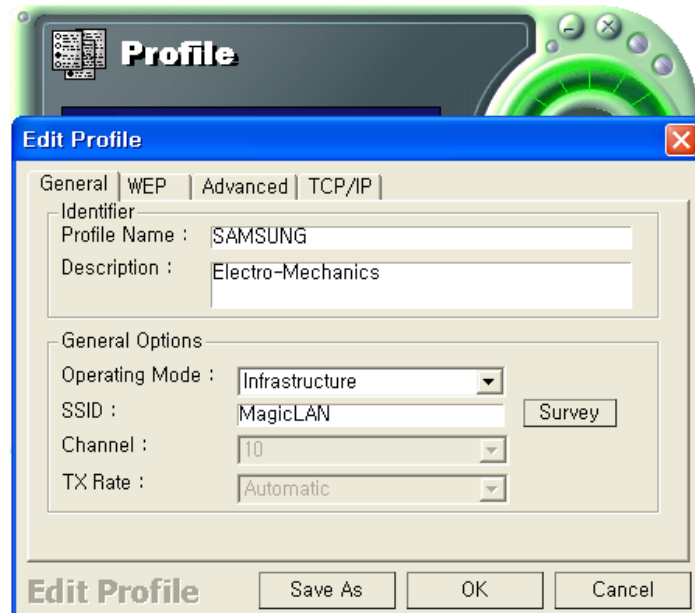 Profile
Edit Profile
General WEP Advanced TCP/IP
Identifier
Profile Name : SAMSUNG
Description : Electro-Mechanics
General Options
Operating Mode : Infrastructure
SSID : MagicLAN Survey
Channel : 10
TX Rate : Automatic
Edit Profile Save As OK Cancel